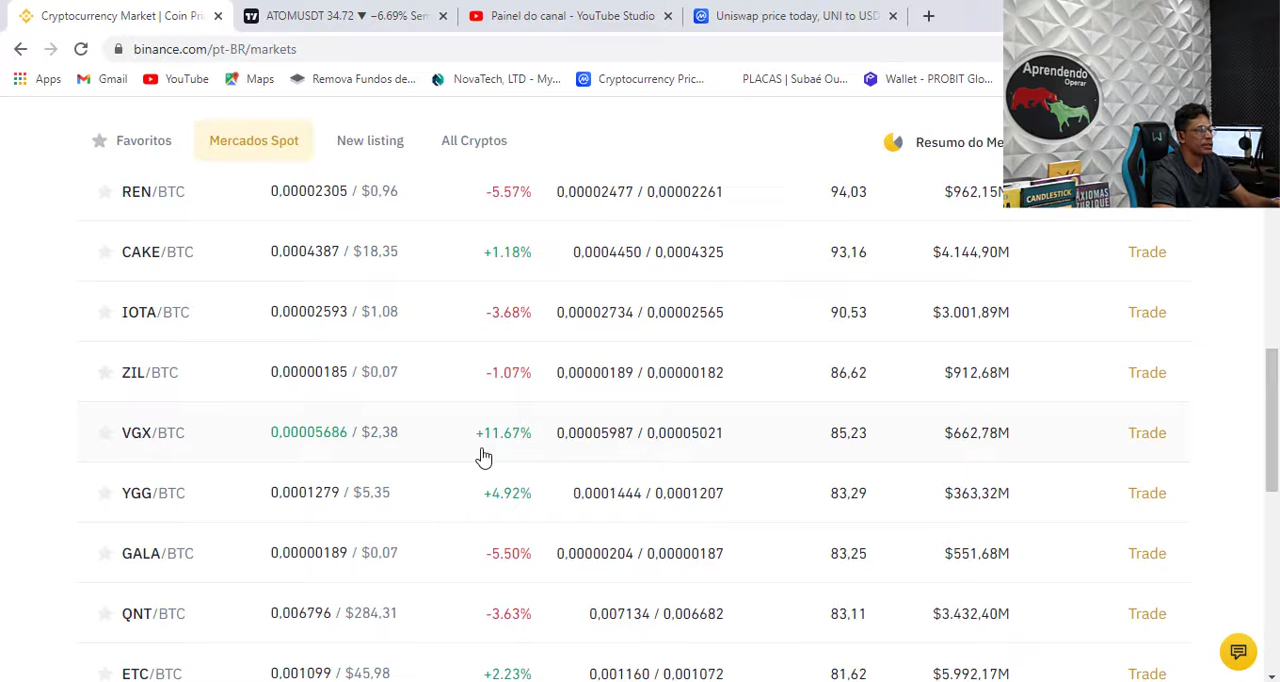 Cryptocurrency Market | Coin Pri
ATOMUSDT 34.72 ▼ −6.69% Sem
Painel do canal - YouTube Studio
Uniswap price today, UNI to USD
binance.com/pt-BR/markets
Apps Gmail YouTube Maps Remova Fundos de... NovaTech, LTD - My... Cryptocurrency Pric... PLACAS | Subaé Ou... Wallet - PROBIT Glo...
Aprendendo
Operar
CANDLESTICK
AXIOMAS
Favoritos Mercados Spot New listing All Cryptos Resumo do Me
REN/BTC 0,00002305 / $0,96 -5.57% 0,00002477 / 0,00002261 94,03 $962,15M
CAKE/BTC 0,0004387 / $18,35 +1.18% 0,0004450 / 0,0004325 93,16 $4.144,90M Trade
IOTA/BTC 0,00002593 / $1,08 -3.68% 0,00002734 / 0,00002565 90,53 $3.001,89M Trade
ZIL/BTC 0,00000185 / $0,07 -1.07% 0,00000189 / 0,00000182 86,62 $912,68M Trade
VGX/BTC 0,00005686 / $2,38 +11.67% 0,00005987 / 0,00005021 85,23 $662,78M Trade
YGG/BTC 0,0001279 / $5,35 +4.92% 0,0001444 / 0,0001207 83,29 $363,32M Trade
GALA/BTC 0,00000189 / $0,07 -5.50% 0,00000204 / 0,00000187 83,25 $551,68M Trade
QNT/BTC 0,006796 / $284,31 -3.63% 0,007134 / 0,006682 83,11 $3.432,40M Trade
ETC/BTC 0,001099 / $45,98 +2.23% 0,001160 / 0,001072 81,62 $5.992,17M Trade